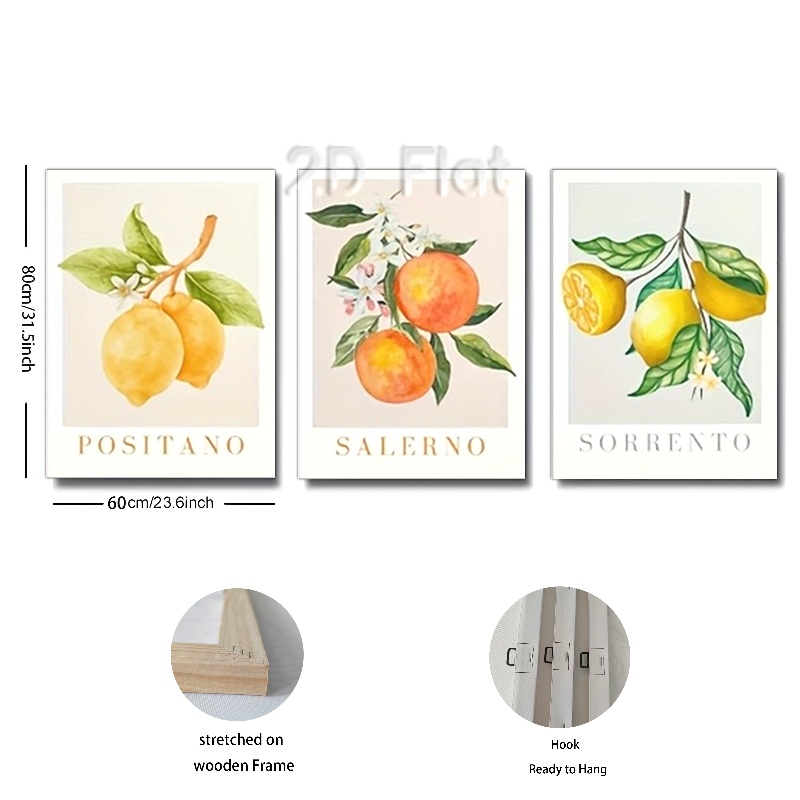 2D Flat
80cm/31.5inch
POSITANO
SALERNO
SORRENTO
60cm/23.6inch
stretched on
wooden Frame
Hook
Ready to Hang